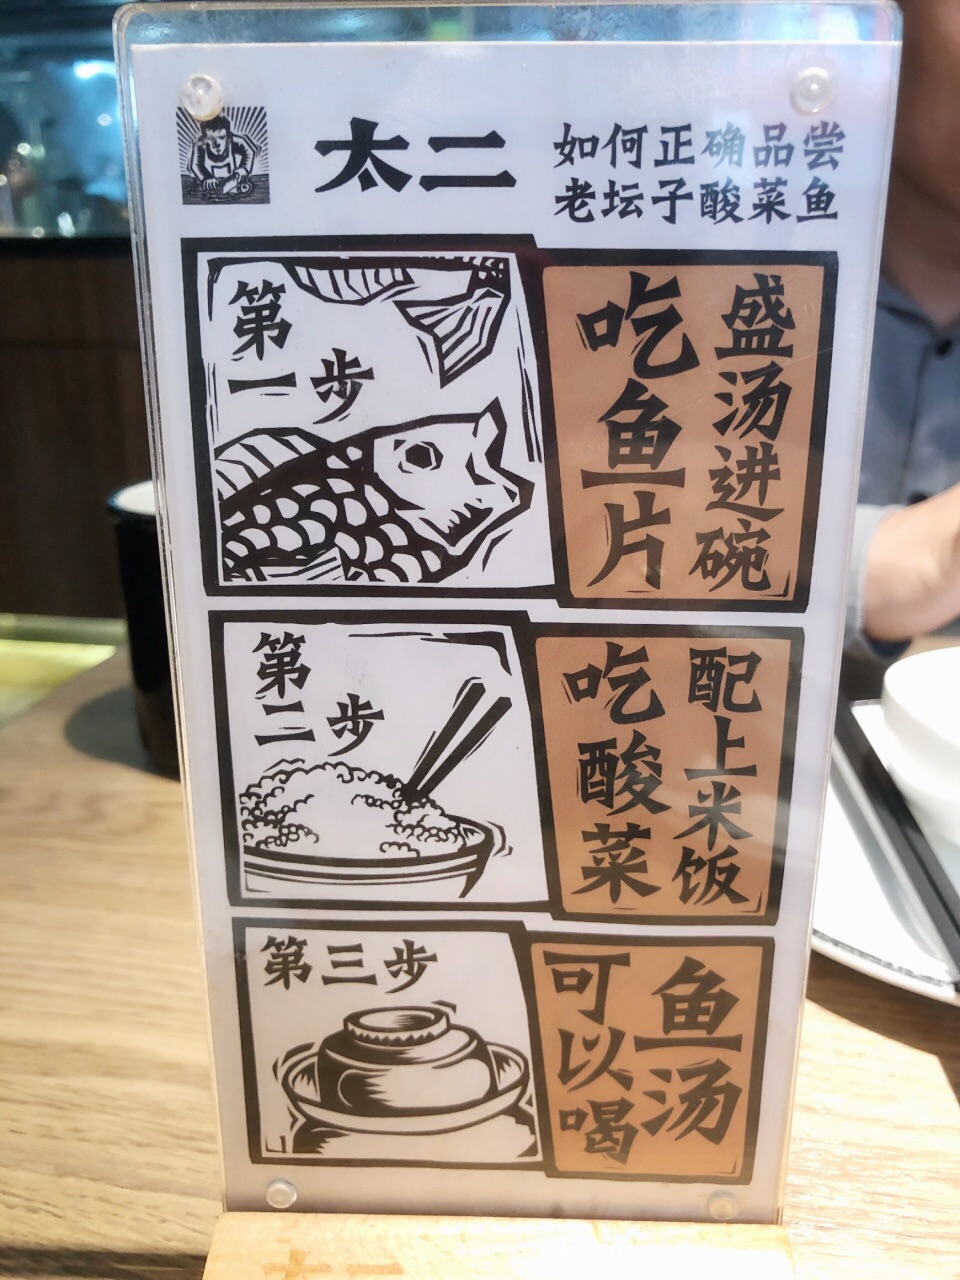 太二
如何正确品尝
老坛子酸菜鱼
第一步
盛汤进碗
吃鱼片
第二步
配上米饭
吃酸菜
第三步
鱼汤
可以喝